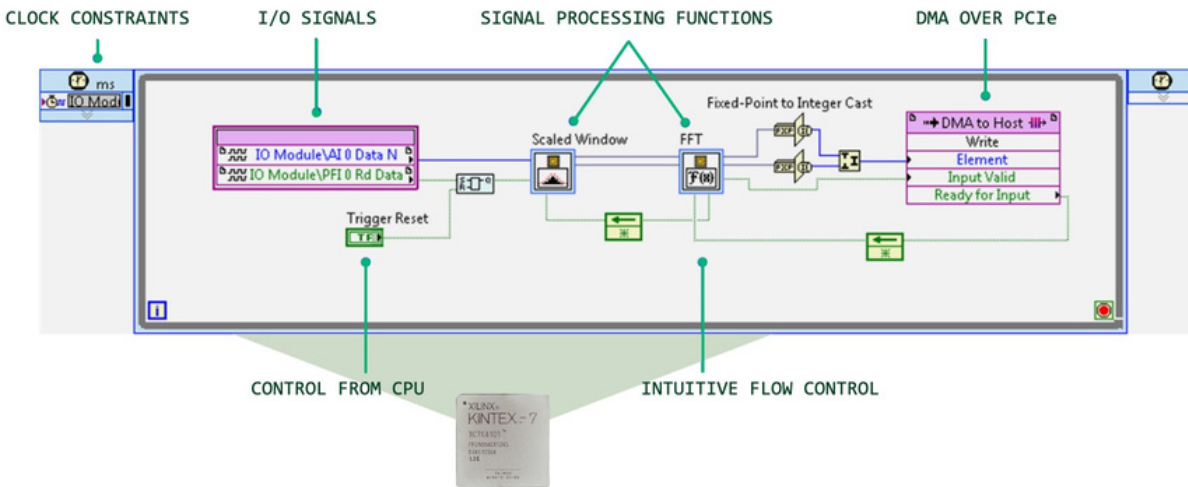 CLOCK CONSTRAINTS
I/O SIGNALS
SIGNAL PROCESSING FUNCTIONS
DMA OVER PCIe
ms
IO Modi
Fixed-Point to Integer Cast
Scaled Window
FFT
DMA to Host
Write
Element
Input Valid
Ready for Input
IO Module\AI 0 Data N
IO Module\PFI 0 Rd Data
FXP
FXP
F(x)
Trigger Reset
TF
i
CONTROL FROM CPU
INTUITIVE FLOW CONTROL
XILINX
KINTEX-7